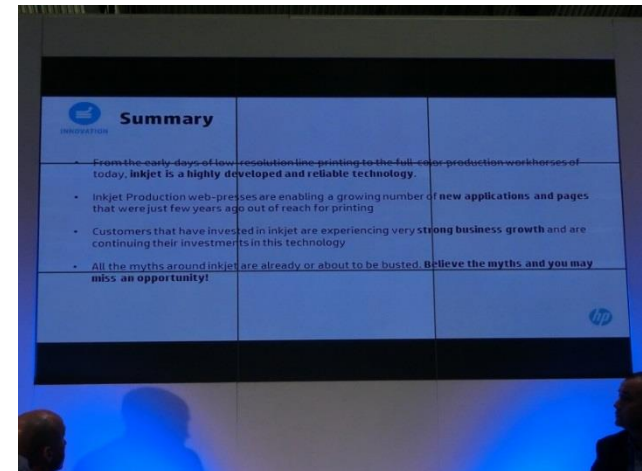 INNOVATION
Summary
• From the early days of low-resolution line printing to the full-color production workhorses of
today, inkjet is a highly developed and reliable technology.
• Inkjet Production web-presses are enabling a growing number of new applications and pages
that were just few years ago out of reach for printing
• Customers that have invested in inkjet are experiencing very strong business growth and are
continuing their investments in this technology
• All the myths around inkjet are already or about to be busted. Believe the myths and you may
miss an opportunity!
hp